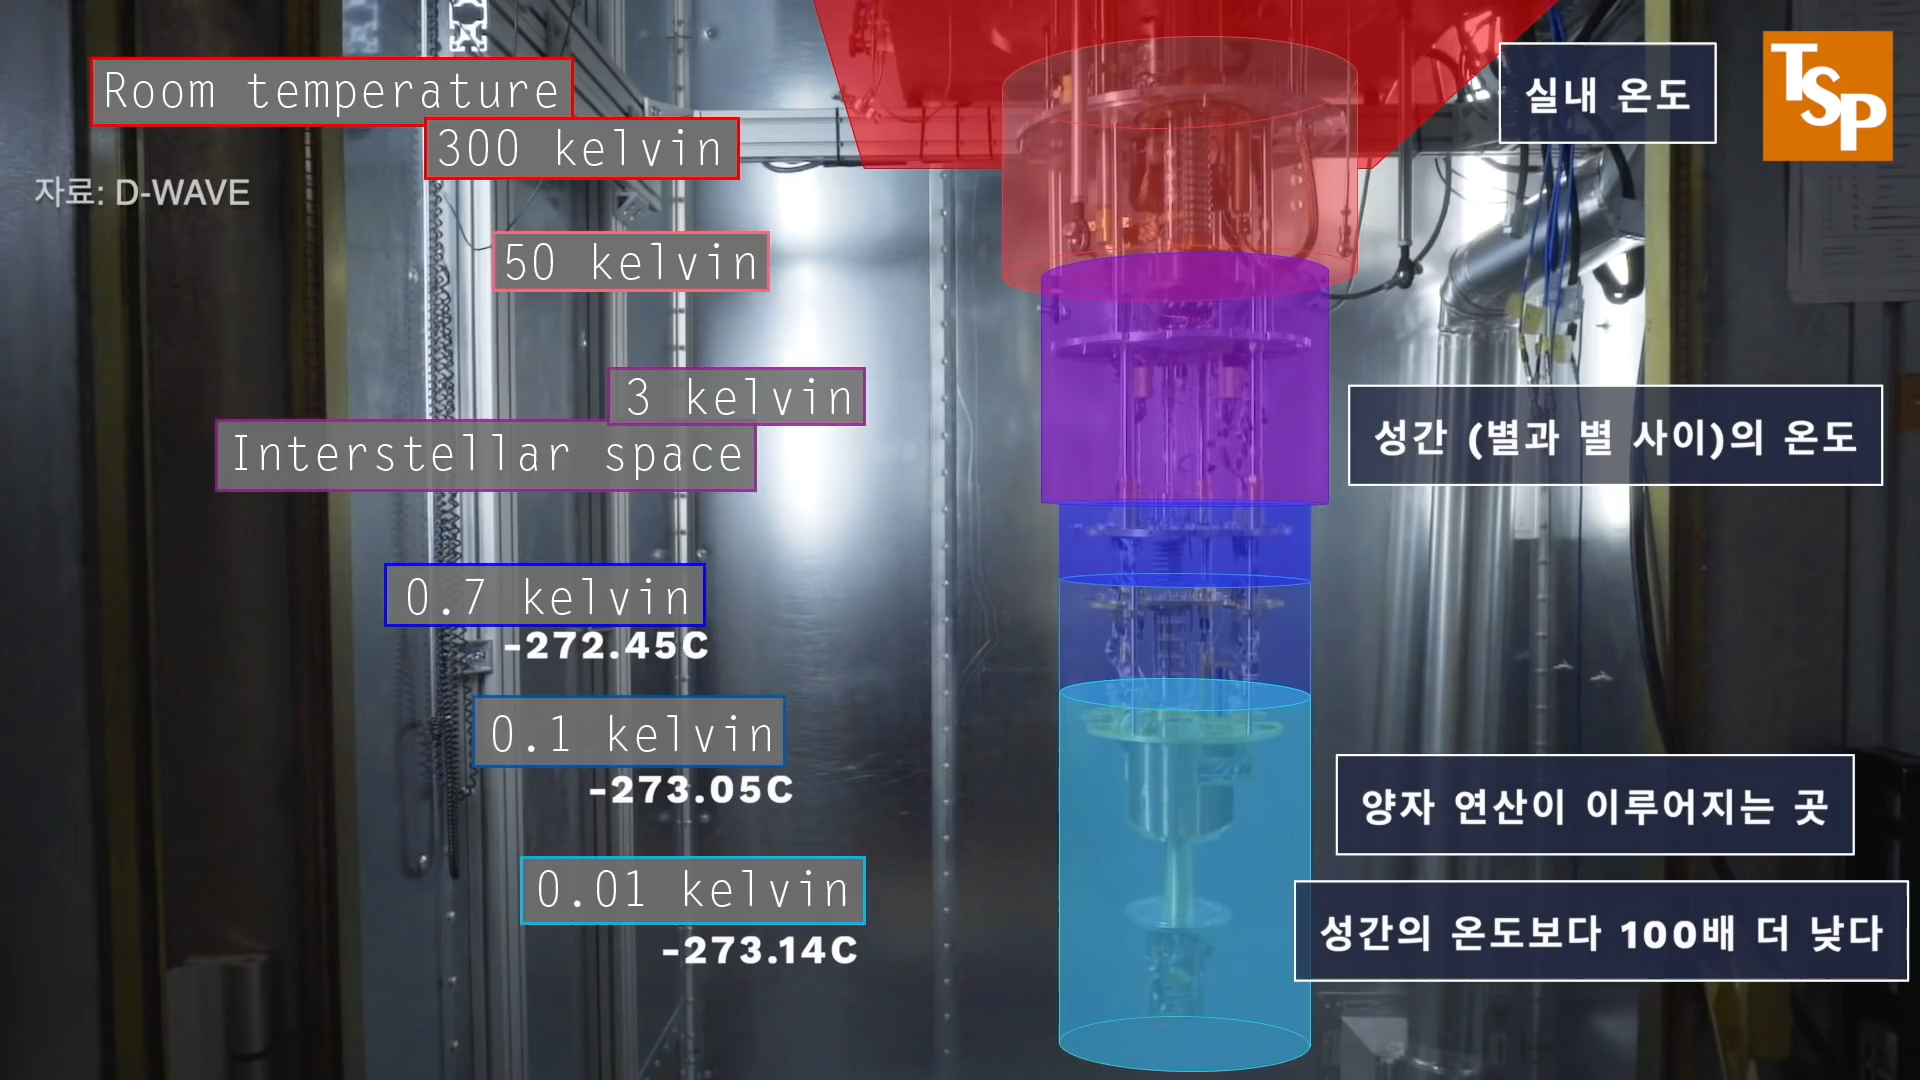 Room temperature
300 kelvin
실내 온도
TSP
자료: D-WAVE
50 kelvin
3 kelvin
Interstellar space
성간 (별과 별 사이)의 온도
0.7 kelvin
-272.45C
0.1 kelvin
-273.05C
양자 연산이 이루어지는 곳
0.01 kelvin
-273.14C
성간의 온도보다 100배 더 낮다